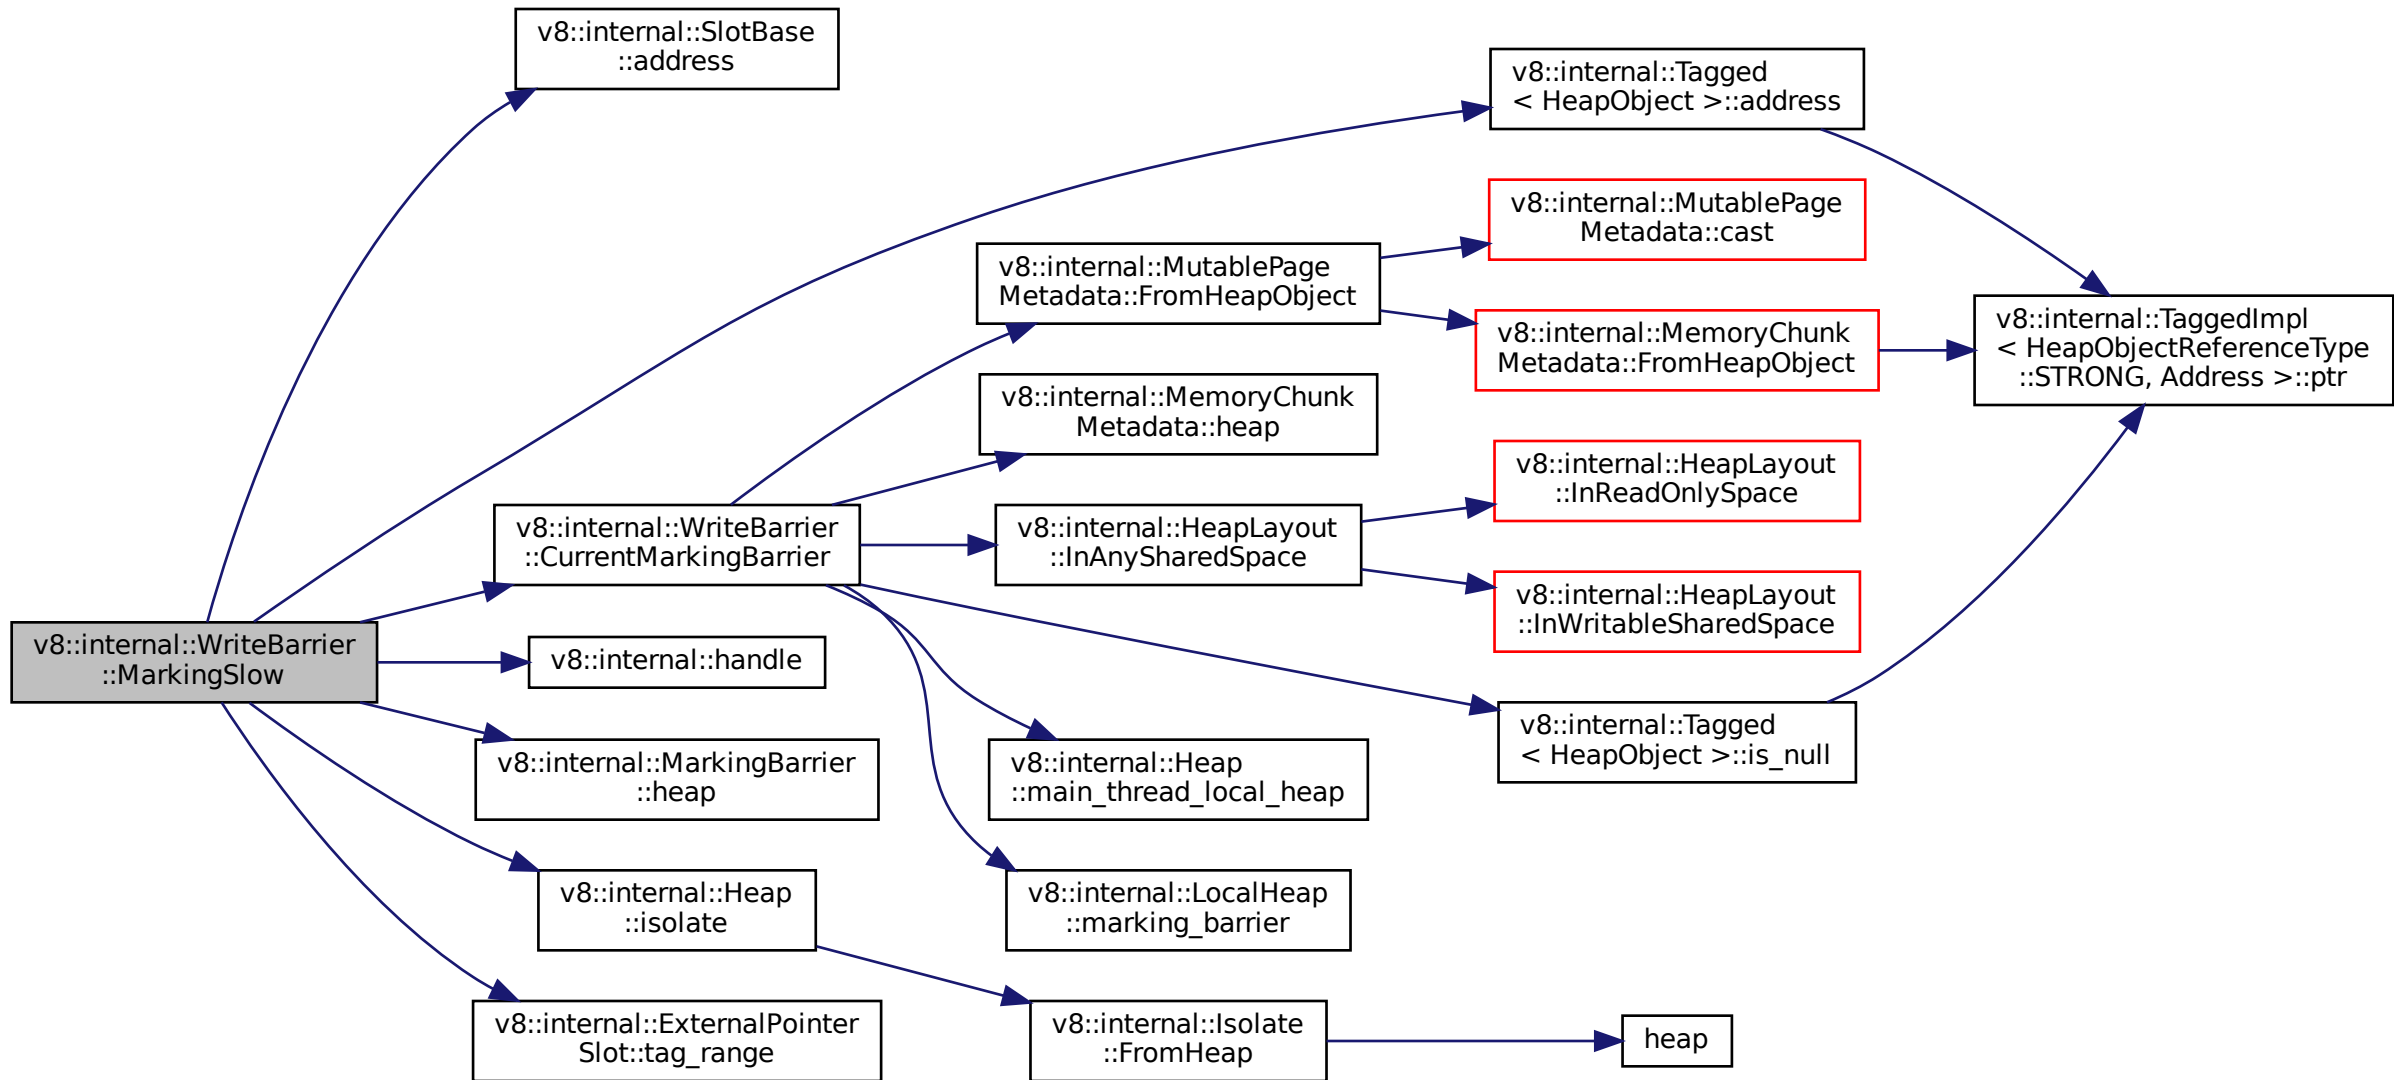 v8::internal::SlotBase
::address
v8::internal::Tagged
< HeapObject >::address
v8::internal::MutablePage
Metadata::cast
v8::internal::MutablePage
Metadata::FromHeapObject
v8::internal::MemoryChunk
Metadata::FromHeapObject
v8::internal::TaggedImpl
< HeapObjectReferenceType
::STRONG, Address >::ptr
v8::internal::MemoryChunk
Metadata::heap
v8::internal::HeapLayout
::InReadOnlySpace
v8::internal::WriteBarrier
::CurrentMarkingBarrier
v8::internal::HeapLayout
::InAnySharedSpace
v8::internal::HeapLayout
::InWritableSharedSpace
v8::internal::WriteBarrier
::MarkingSlow
v8::internal::handle
v8::internal::Tagged
< HeapObject >::is_null
v8::internal::MarkingBarrier
::heap
v8::internal::Heap
::main_thread_local_heap
v8::internal::Heap
::isolate
v8::internal::LocalHeap
::marking_barrier
v8::internal::ExternalPointer
Slot::tag_range
v8::internal::Isolate
::FromHeap
heap